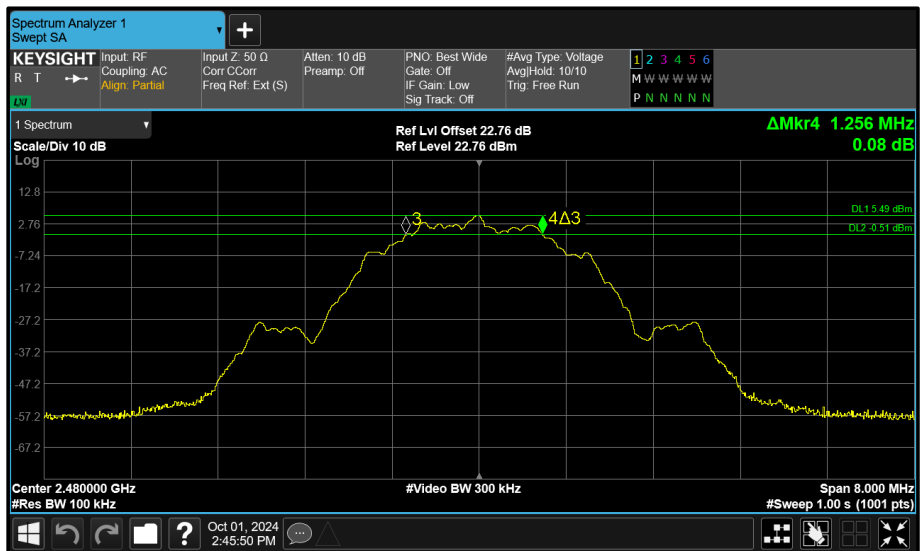 Spectrum Analyzer 1
Swept SA
+
KEYSIGHT
R T
LXI
Input: RF
Coupling: AC
Align: Partial
Input Z: 50 Ω
Corr CCorr
Freq Ref: Ext (S)
Atten: 10 dB
Preamp: Off
PNO: Best Wide
Gate: Off
IF Gain: Low
Sig Track: Off
#Avg Type: Voltage
Avg|Hold: 10/10
Trig: Free Run
1 2 3 4 5 6
M W W W W W
P N N N N N
1 Spectrum
Scale/Div 10 dB
Log
Ref Lvl Offset 22.76 dB
Ref Level 22.76 dBm
ΔMkr4 1.256 MHz
0.08 dB
12.8
2.76
-7.24
-17.2
-27.2
-37.2
-47.2
-57.2
-67.2
3
4Δ3
DL1 5.49 dBm
DL2 -0.51 dBm
Center 2.480000 GHz
#Res BW 100 kHz
#Video BW 300 kHz
Span 8.000 MHz
#Sweep 1.00 s (1001 pts)
?
Oct 01, 2024
2:45:50 PM